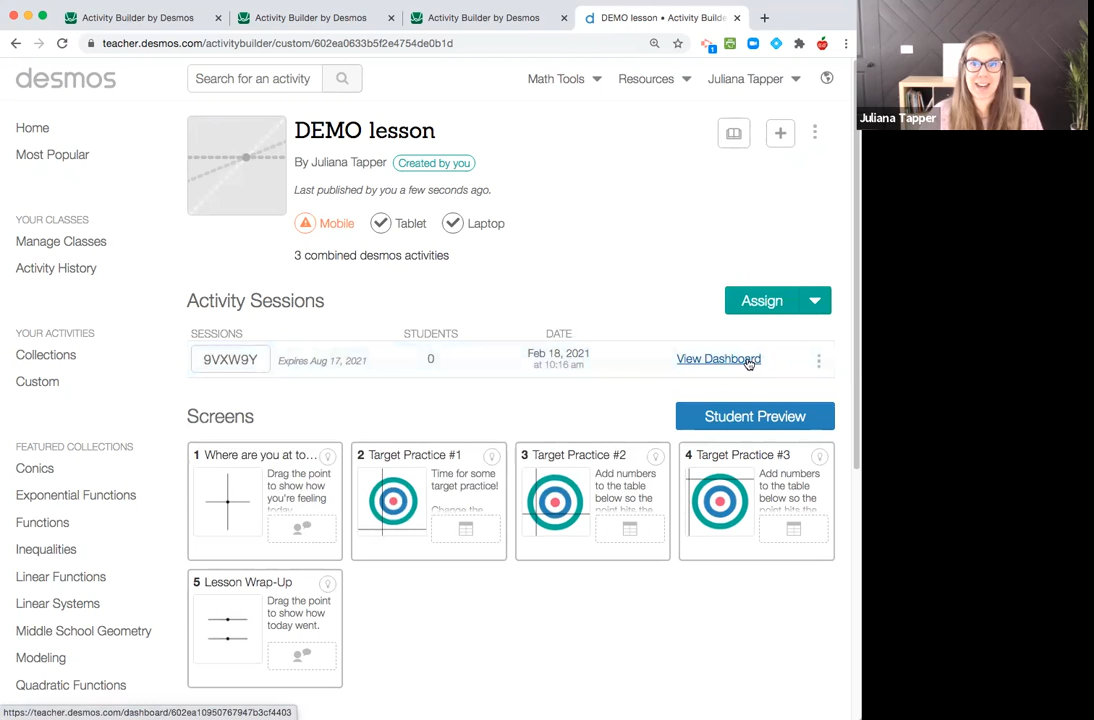 Activity Builder by Desmos
Activity Builder by Desmos
Activity Builder by Desmos
DEMO lesson • Activity Builde
teacher.desmos.com/activitybuilder/custom/602ea0633b5f2e4754de0b1d
desmos
Search for an activity
Math Tools
Resources
Juliana Tapper
Juliana Tapper
Home
Most Popular
YOUR CLASSES
Manage Classes
Activity History
YOUR ACTIVITIES
Collections
Custom
FEATURED COLLECTIONS
Conics
Exponential Functions
Functions
Inequalities
Linear Functions
Linear Systems
Middle School Geometry
Modeling
Quadratic Functions
DEMO lesson
By Juliana Tapper
Created by you
Last published by you a few seconds ago.
Mobile
Tablet
Laptop
3 combined desmos activities
Activity Sessions
Assign
SESSIONS
STUDENTS
DATE
9VXW9Y
Expires Aug 17, 2021
0
Feb 18, 2021
at 10:16 am
View Dashboard
Screens
Student Preview
1 Where are you at to...
Drag the point
to show how
you're feeling
today.
2 Target Practice #1
Time for some
target practice!
Change the
3 Target Practice #2
Add numbers
to the table
below so the
point hits the
4 Target Practice #3
Add numbers
to the table
below so the
point hits the
5 Lesson Wrap-Up
Drag the point
to show how
today went.
https://teacher.desmos.com/dashboard/602ea10950767947b3cf4403